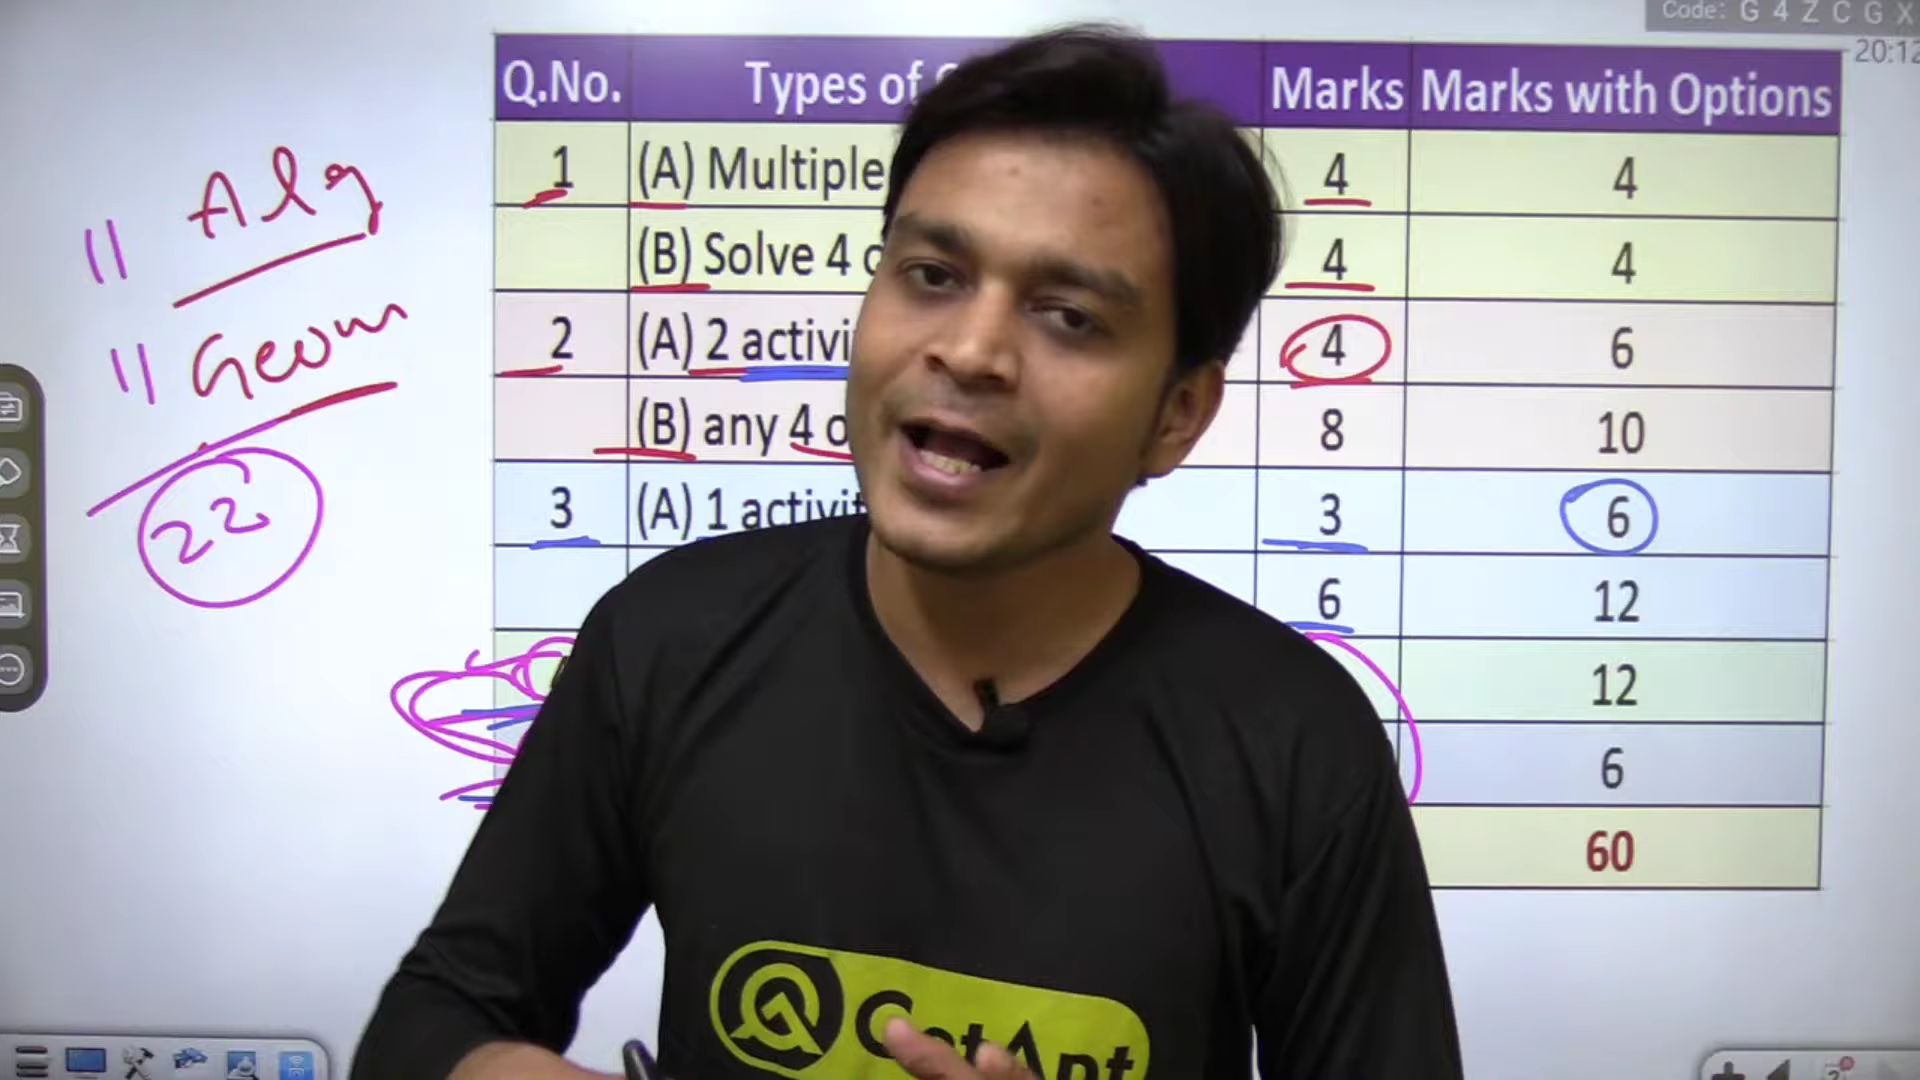 Code: G 4 Z C G X
20:12
Q.No. Types of Marks Marks with Options
1 (A) Multiple 4 4
(B) Solve 4 4 4
2 (A) 2 4 6
(B) any 4 8 10
3 (A) 1 3 6
6 12
12
6
60
11 Alg
11 Geom
22